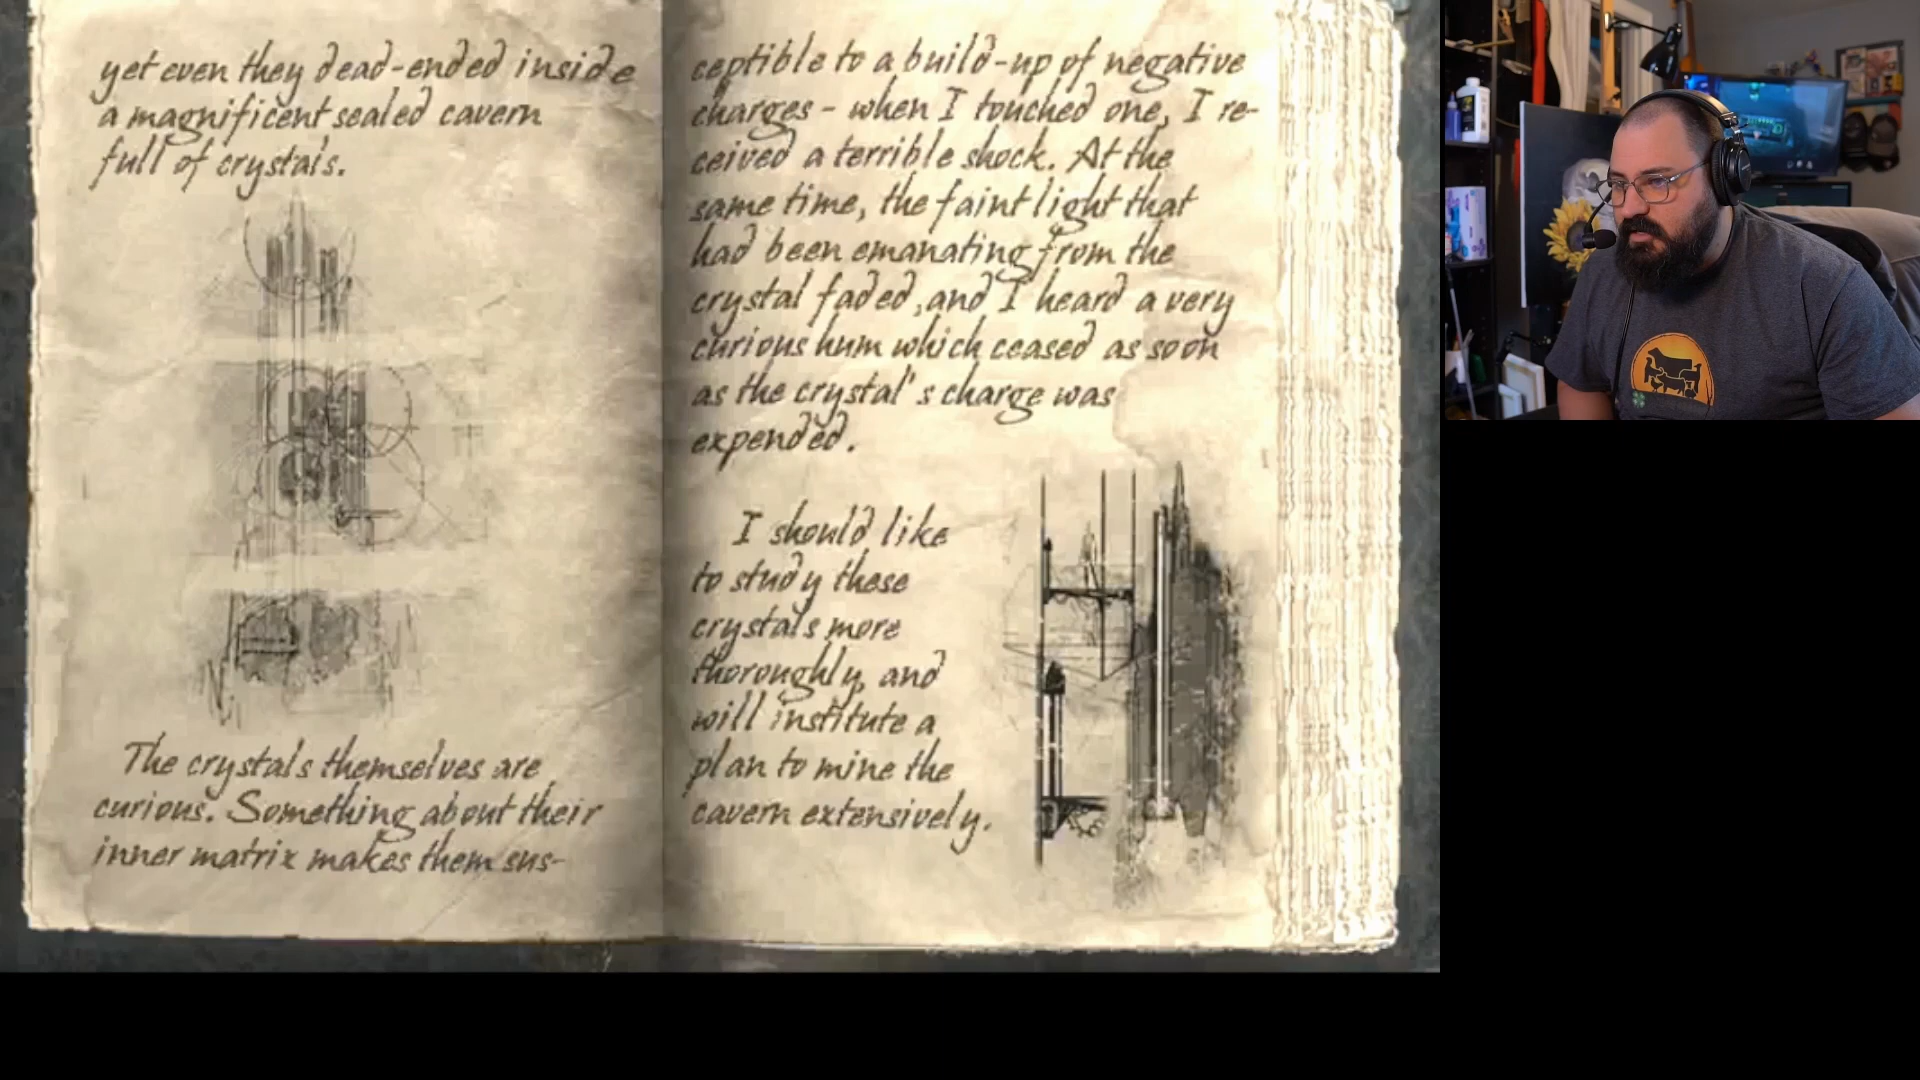 yet even they dead-ended inside
a magnificent sealed cavern
full of crystals.
The crystals themselves are
curious. Something about their
inner matrix makes them sus-
ceptible to a build-up of negative
charges - when I touched one, I re-
ceived a terrible shock. At the
same time, the faint light that
had been emanating from the
crystal faded, and I heard a very
curious hum which ceased as soon
as the crystal's charge was
expended.
I should like
to study these
crystals more
thoroughly, and
will institute a
plan to mine the
cavern extensively.